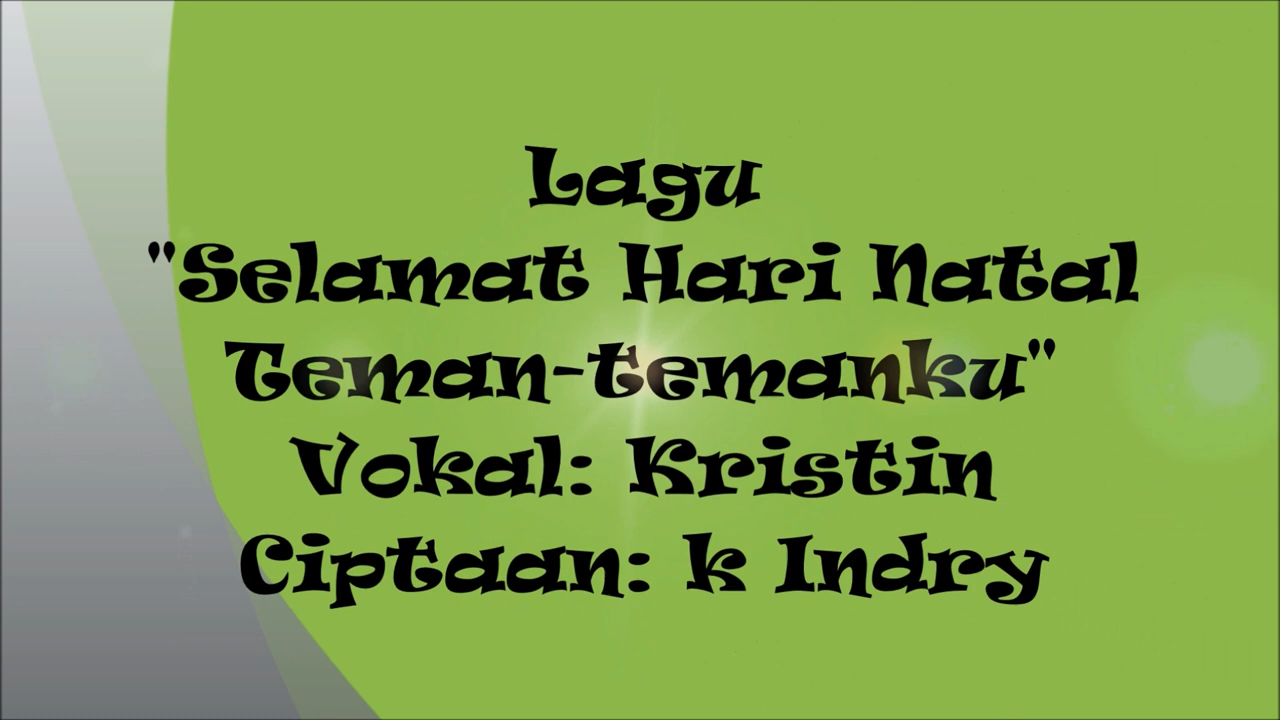 Lagu
"Selamat Hari Natal
Teman-temanku"
Vokal: Kristin
Ciptaan: k Indry